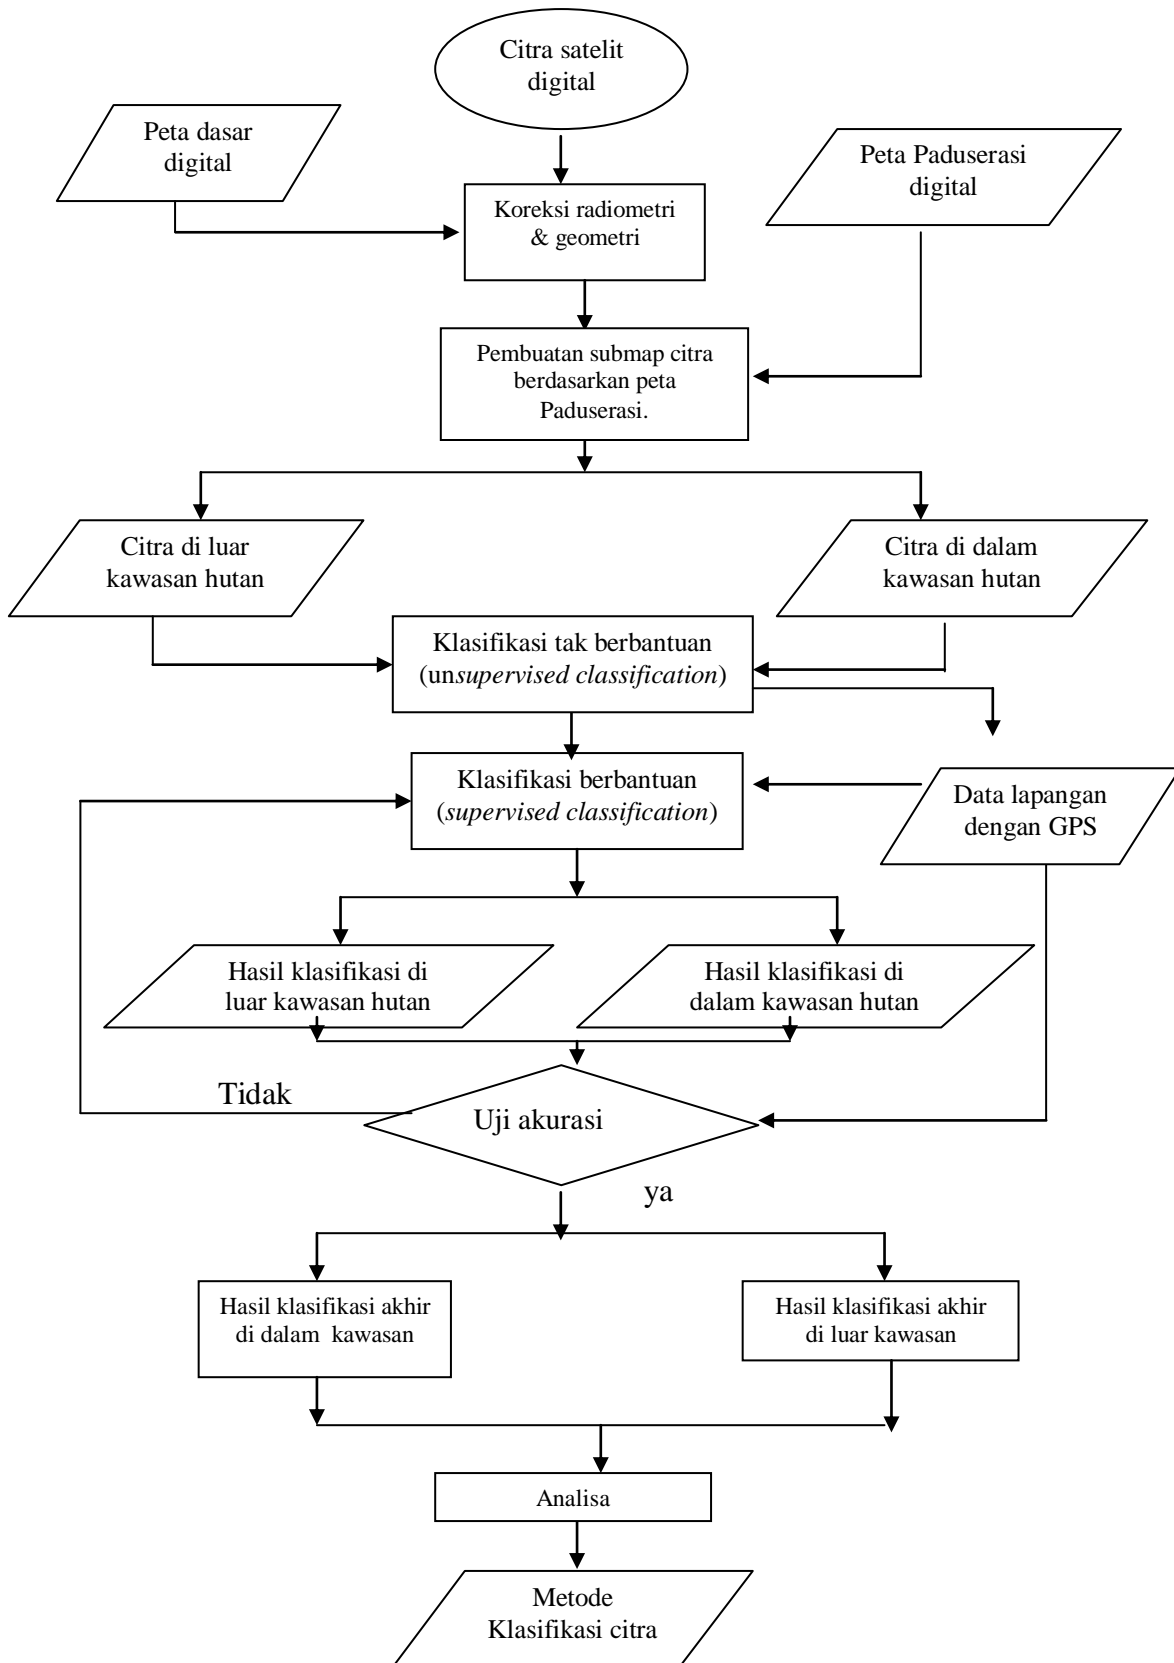 Citra satelit
digital
Peta dasar
digital
Peta Paduserasi
digital
Koreksi radiometri
& geometri
Pembuatan submap citra
berdasarkan peta
Paduserasi.
Citra di luar
kawasan hutan
Citra di dalam
kawasan hutan
Klasifikasi tak berbantuan
(unsupervised classification)
Klasifikasi berbantuan
(supervised classification)
Data lapangan
dengan GPS
Hasil klasifikasi di
luar kawasan hutan
Hasil klasifikasi di
dalam kawasan hutan
Tidak
Uji akurasi
ya
Hasil klasifikasi akhir
di dalam kawasan
Hasil klasifikasi akhir
di luar kawasan
Analisa
Metode
Klasifikasi citra